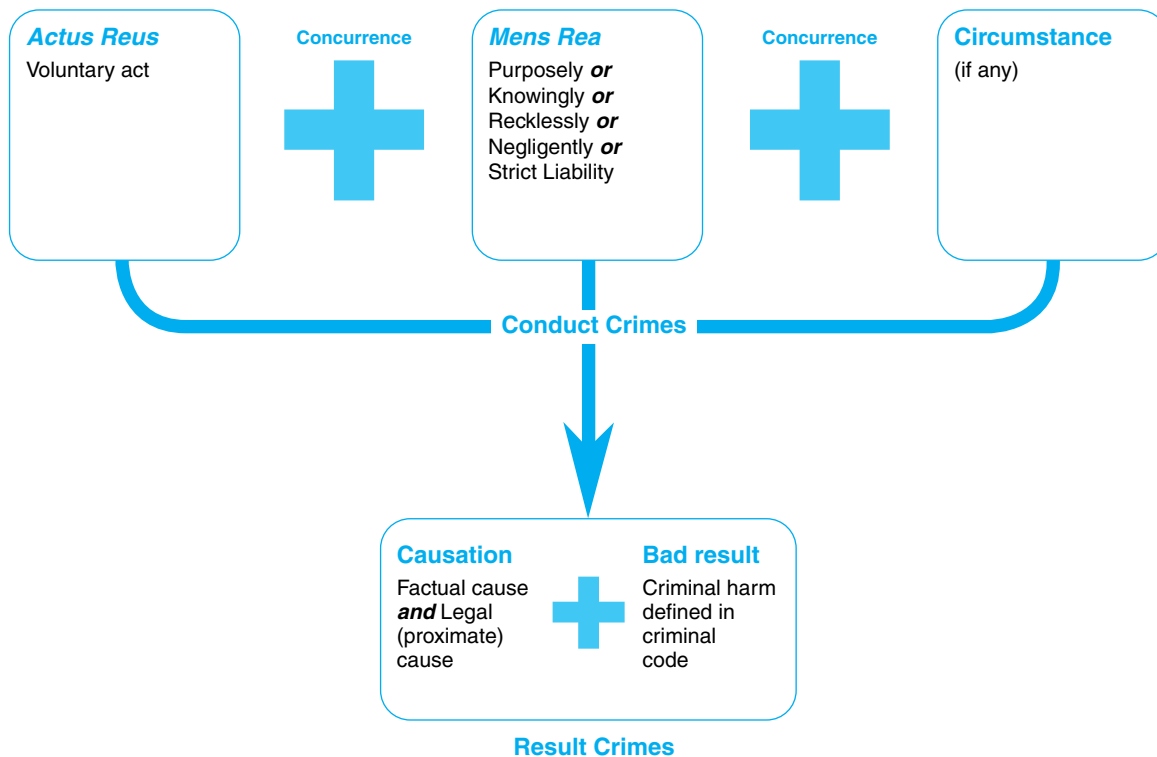 Actus Reus
Voluntary act
Concurrence
Mens Rea
Purposely or
Knowingly or
Recklessly or
Negligently or
Strict Liability
Concurrence
Circumstance
(if any)
Conduct Crimes
Causation
Factual cause
and Legal
(proximate)
cause
Bad result
Criminal harm
defined in
criminal
code
Result Crimes